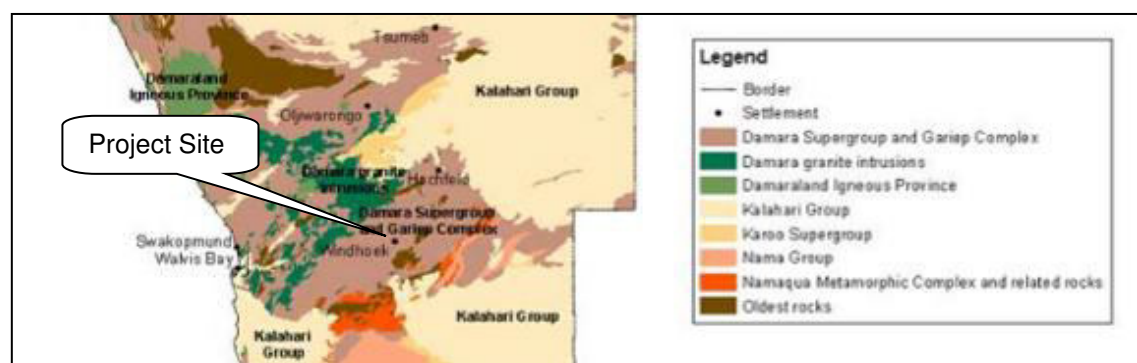 Tsumeb
Damaraland
Igneous Province
Kalahari Group
Otjiwarongo
Project Site
Damara granite
intrusions
Hochfeld
Damara Supergroup
and Gariep Complex
Swakopmund
Windhoek
Walvis Bay
Kalahari Group
Kalahari
Group
Legend
Border
Settlement
Damara Supergroup and Gariep Complex
Damara granite intrusions
Damaraland Igneous Province
Kalahari Group
Karoo Supergroup
Nama Group
Namaqua Metamorphic Complex and related rocks
Oldest rocks